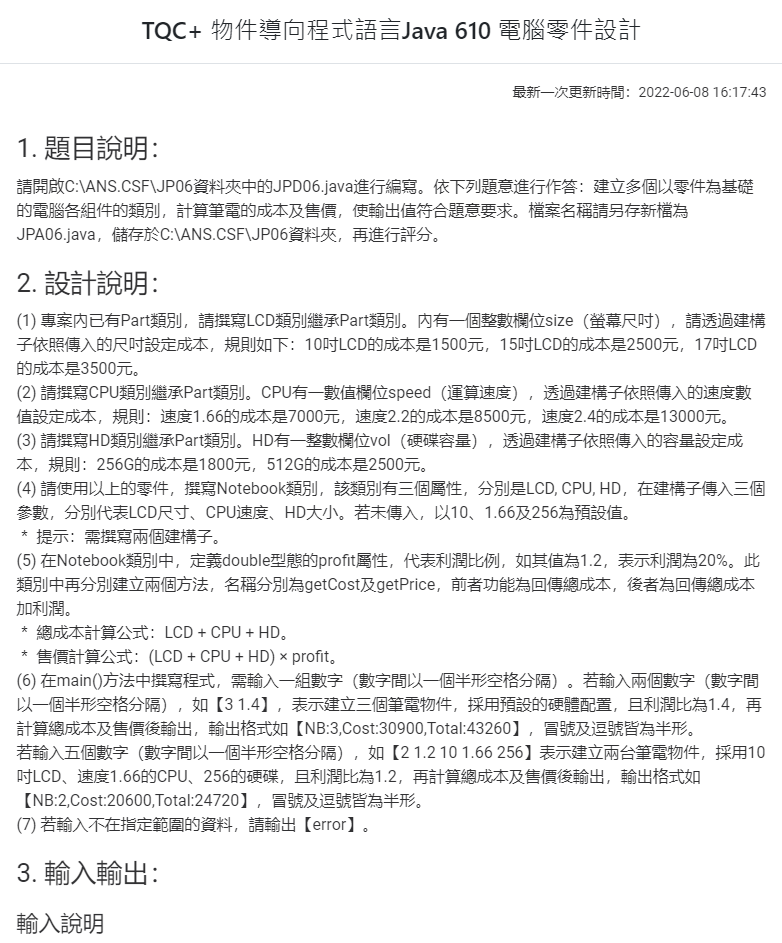 TQC+ 物件導向程式語言Java 610 電腦零件設計
最新一次更新時間：2022-06-08 16:17:43
1. 題目說明：
請開啟C:\ANS.CSF\JP06資料夾中的JPD06.java進行編寫。依下列題意進行作答：建立多個以零件為基礎
的電腦各組件的類別，計算筆電的成本及售價，使輸出值符合題意要求。檔案名稱請另存新檔為
JPA06.java，儲存於C:\ANS.CSF\JP06資料夾，再進行評分。
2. 設計說明：
(1) 專案內已有Part類別，請撰寫LCD類別繼承Part類別。內有一個整數欄位size（螢幕尺吋），請透過建構
子依照傳入的尺吋設定成本，規則如下：10吋LCD的成本是1500元，15吋LCD的成本是2500元，17吋LCD
的成本是3500元。
(2) 請撰寫CPU類別繼承Part類別。CPU有一數值欄位speed（運算速度），透過建構子依照傳入的速度數
值設定成本，規則：速度1.66的成本是7000元，速度2.2的成本是8500元，速度2.4的成本是13000元。
(3) 請撰寫HD類別繼承Part類別。HD有一整數欄位vol（硬碟容量），透過建構子依照傳入的容量設定成
本，規則：256G的成本是1800元，512G的成本是2500元。
(4) 請使用以上的零件，撰寫Notebook類別，該類別有三個屬性，分別是LCD, CPU, HD，在建構子傳入三個
參數，分別代表LCD尺寸、CPU速度、HD大小。若未傳入，以10、1.66及256為預設值。
* 提示：需撰寫兩個建構子。
(5) 在Notebook類別中，定義double型態的profit屬性，代表利潤比例，如其值為1.2，表示利潤為20%。此
類別中再分別建立兩個方法，名稱分別為getCost及getPrice，前者功能為回傳總成本，後者為回傳總成本
加利潤。
* 總成本計算公式：LCD + CPU + HD。
* 售價計算公式：(LCD + CPU + HD) × profit。
(6) 在main()方法中撰寫程式，需輸入一組數字（數字間以一個半形空格分隔）。若輸入兩個數字（數字間
以一個半形空格分隔），如【3 1.4】，表示建立三個筆電物件，採用預設的硬體配置，且利潤比為1.4，再
計算總成本及售價後輸出，輸出格式如【NB:3,Cost:30900,Total:43260】，冒號及逗號皆為半形。
若輸入五個數字（數字間以一個半形空格分隔），如【2 1.2 10 1.66 256】表示建立兩台筆電物件，採用10
吋LCD、速度1.66的CPU、256的硬碟，且利潤比為1.2，再計算總成本及售價後輸出，輸出格式如
【NB:2,Cost:20600,Total:24720】，冒號及逗號皆為半形。
(7) 若輸入不在指定範圍的資料，請輸出【error】。
3. 輸入輸出：
輸入說明